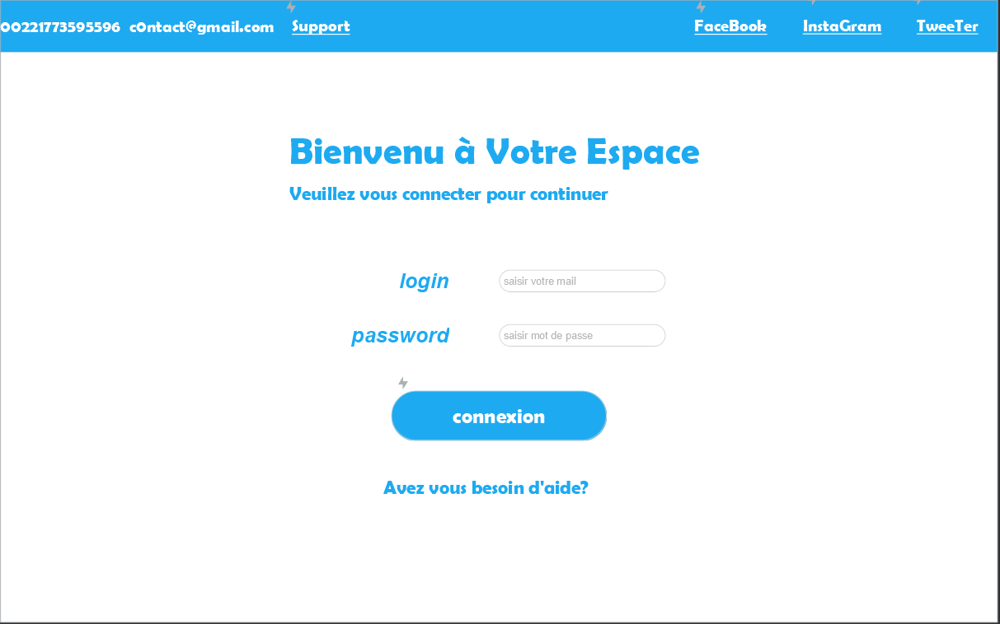 00221773595596 c0ntact@gmail.com Support FaceBook InstaGram TweeTer
Bienvenu à Votre Espace
Veuillez vous connecter pour continuer
login saisir votre mail
password saisir mot de passe
connexion
Avez vous besoin d'aide?